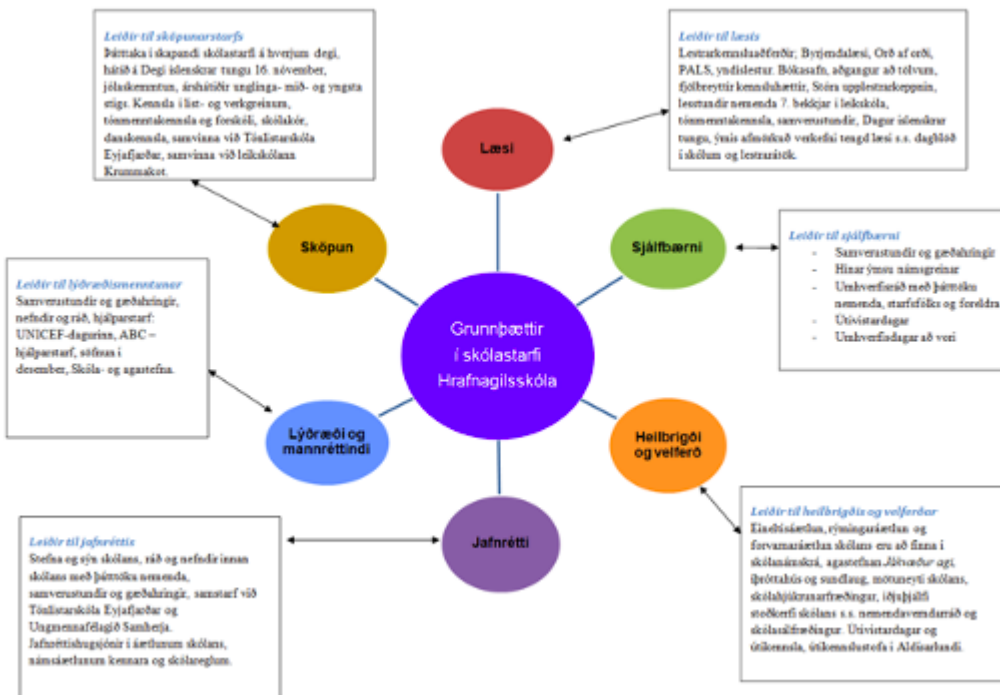 Leiðir til sköpunarstarfs
Þátttaka í skapandi skólastarfi á hverjum degi,
hátíð á Degi íslenskrar tungu 16. nóvember,
jólaskemmtun, árshátíðir unglinga- mið- og yngsta
stigs. Kennsla í list- og verkgreinum,
tónmenntakennsla og forskóli, skólakór,
danskennsla, samvinna við Tónlistarskóla
Eyjafjarðar, samvinna við leikskólann
Krummakot.
Leiðir til læsis
Lestrarkennsluaðferðir, Byrjendalæsi, Orð af orði,
PALS, yndislestur. Bókasafn, aðgangur að tölvum,
fjölbreyttir kennsluhættir, Stóra upplestrarkeppnin,
lesstundir nemenda 7. bekkjar í leikskóla,
tónmenntakennsla, samverustundir, Dagur íslenskrar
tungu, ýmis afmörkuð verkefni tengd læsi s.s. dagblöð
í skólum og lestrarátök.
Læsi
Sköpun
Sjálfbærni
Leiðir til sjálfbærni
- Samverustundir og gæðahringir
- Hinar ýmsu námsgreinar
- Umhverfisráð með þátttöku
nemenda, starfsfólks og foreldra
- Útivistardagar
- Umhverfisdagar að vori
Leiðir til lýðræðismenntunar
Samverustundir og gæðahringir,
nefndir og ráð, hjálparstarf:
UNICEF-dagurinn, ABC –
hjálparstarf, söfnun í
desember, Skóla- og agastefna.
Grunnþættir
í skólastarfi
Hrafnagilsskóla
Lýðræði og
mannréttindi
Heilbrigði
og velferð
Jafnrétti
Leiðir til jafnréttis
Stefna og sýn skólans, ráð og nefndir innan
skólans með þátttöku nemenda,
samverustundir og gæðahringir, samstarf við
Tónlistarskóla Eyjafjarðar og
Ungmennafélagið Samherja.
Jafnréttishugsjónir í áætlunum skólans,
námsáætlunum kennara og skólareglum.
Leiðir til heilbrigðis og velferðar
Eineltisáætlun, rýmingaráætlun og
forvarnaráætlun skólans eru að finna í
skólanámskrá, agastefnan Jákvæður agi,
íþróttahús og sundlaug, mötuneyti skólans,
skólahjúkrunarfræðingur, iðjuþjálfi
stoðkerfi skólans s.s. nemendaverndarráð og
skólasálfræðingur. Útivistardagar og
útikennsla, útikennslustofa í Aldísarlundi.